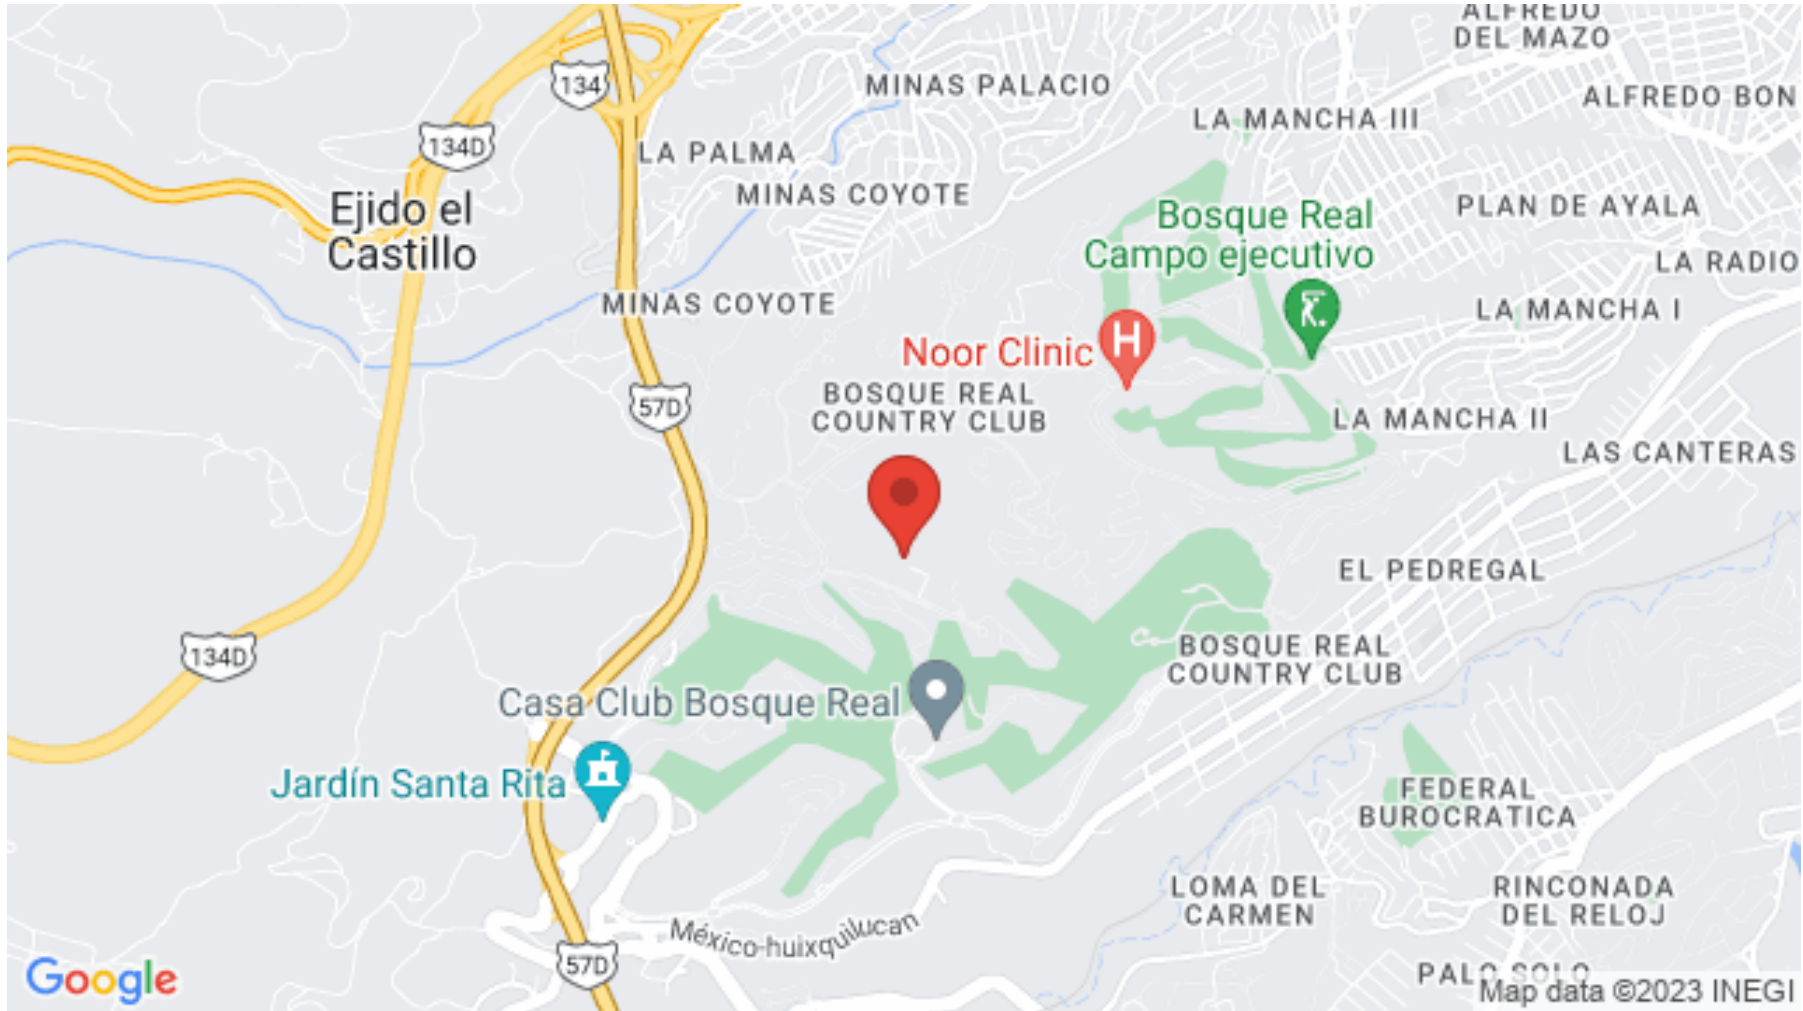 ALFREDO
DEL MAZO
134
MINAS PALACIO
ALFREDO BON
LA MANCHA III
134D
LA PALMA
MINAS COYOTE
Ejido el
Castillo
Bosque Real
Campo ejecutivo
PLAN DE AYALA
LA RADIO
MINAS COYOTE
LA MANCHA I
Noor Clinic
H
BOSQUE REAL
COUNTRY CLUB
57D
LA MANCHA II
LAS CANTERAS
EL PEDREGAL
134D
BOSQUE REAL
COUNTRY CLUB
Casa Club Bosque Real
Jardín Santa Rita
FEDERAL
BUROCRATICA
LOMA DEL
CARMEN
RINCONADA
DEL RELOJ
México-huixquilucan
57D
PALO SOLO
Google
Map data ©2023 INEGI